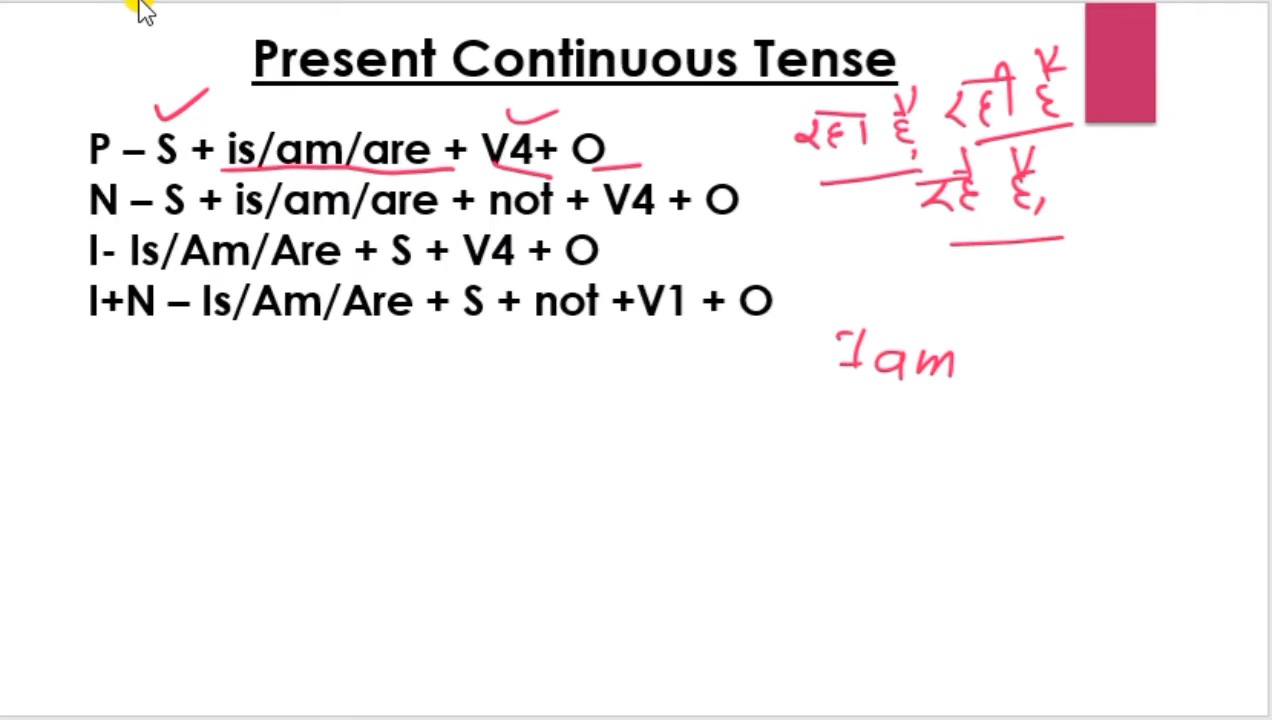 Present Continuous Tense
P – S + is/am/are + V4+ O
N – S + is/am/are + not + V4 + O
I- Is/Am/Are + S + V4 + O
I+N – Is/Am/Are + S + not +V1 + O
रहा है, रही है
रहे है,
I am